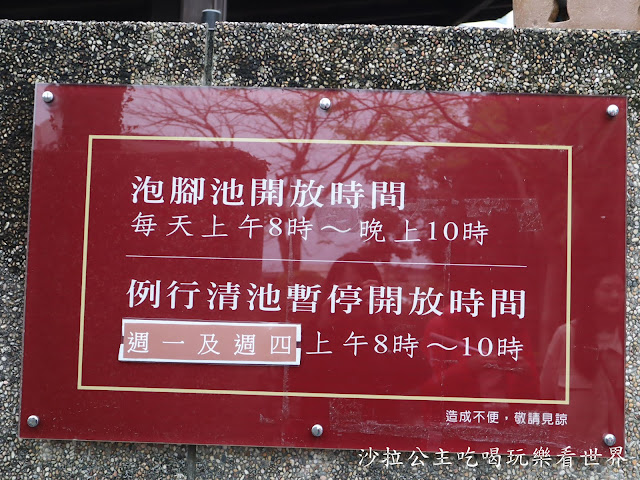 泡腳池開放時間
每天上午8時～晚上10時
例行清池暫停開放時間
週一及週四上午8時～10時
造成不便，敬請見諒
沙拉公主吃喝玩樂看世界